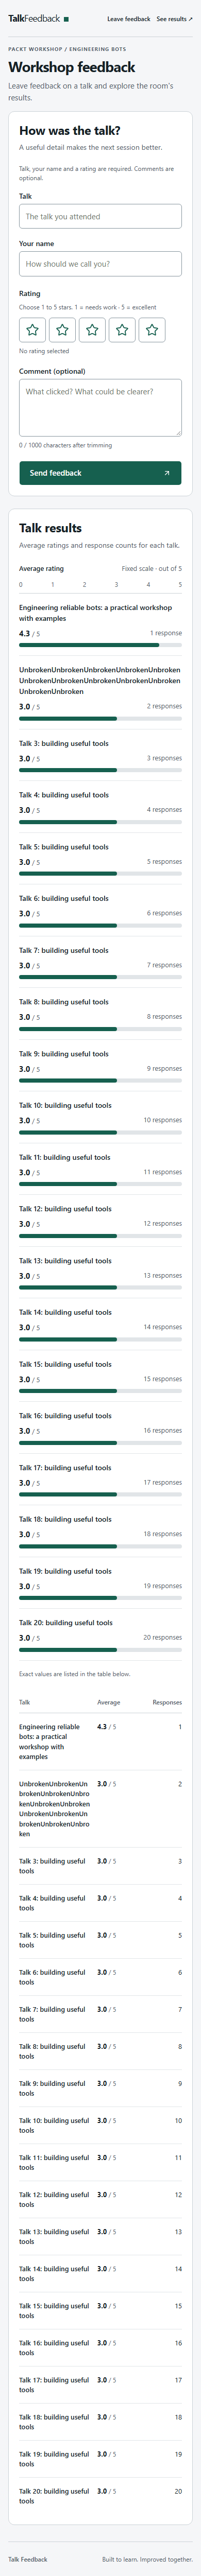 TalkFeedback
Leave feedback See results ↗
PACKT WORKSHOP / ENGINEERING BOTS
Workshop feedback
Leave feedback on a talk and explore the room's
results.
How was the talk?
A useful detail makes the next session better.
Talk, your name and a rating are required. Comments are
optional.
Talk
The talk you attended
Your name
How should we call you?
Rating
Choose 1 to 5 stars. 1 = needs work · 5 = excellent
No rating selected
Comment (optional)
What clicked? What could be clearer?
0 / 1000 characters after trimming
Send feedback ↗
Talk results
Average ratings and response counts for each talk.
Average rating Fixed scale · out of 5
0 1 2 3 4 5
Engineering reliable bots: a practical workshop
with examples
4.3 / 5 1 response
UnbrokenUnbrokenUnbrokenUnbrokenUnbroken
UnbrokenUnbrokenUnbrokenUnbrokenUnbroken
UnbrokenUnbroken
3.0 / 5 2 responses
Talk 3: building useful tools
3.0 / 5 3 responses
Talk 4: building useful tools
3.0 / 5 4 responses
Talk 5: building useful tools
3.0 / 5 5 responses
Talk 6: building useful tools
3.0 / 5 6 responses
Talk 7: building useful tools
3.0 / 5 7 responses
Talk 8: building useful tools
3.0 / 5 8 responses
Talk 9: building useful tools
3.0 / 5 9 responses
Talk 10: building useful tools
3.0 / 5 10 responses
Talk 11: building useful tools
3.0 / 5 11 responses
Talk 12: building useful tools
3.0 / 5 12 responses
Talk 13: building useful tools
3.0 / 5 13 responses
Talk 14: building useful tools
3.0 / 5 14 responses
Talk 15: building useful tools
3.0 / 5 15 responses
Talk 16: building useful tools
3.0 / 5 16 responses
Talk 17: building useful tools
3.0 / 5 17 responses
Talk 18: building useful tools
3.0 / 5 18 responses
Talk 19: building useful tools
3.0 / 5 19 responses
Talk 20: building useful tools
3.0 / 5 20 responses
Exact values are listed in the table below.
Talk Average Responses
Engineering reliable 4.3 / 5 1
bots: a practical
workshop with
examples
UnbrokenUnbrokenUn 3.0 / 5 2
brokenUnbrokenUnbro
kenUnbrokenUnbroken
UnbrokenUnbrokenUn
brokenUnbrokenUnbro
ken
Talk 3: building useful 3.0 / 5 3
tools
Talk 4: building useful 3.0 / 5 4
tools
Talk 5: building useful 3.0 / 5 5
tools
Talk 6: building useful 3.0 / 5 6
tools
Talk 7: building useful 3.0 / 5 7
tools
Talk 8: building useful 3.0 / 5 8
tools
Talk 9: building useful 3.0 / 5 9
tools
Talk 10: building useful 3.0 / 5 10
tools
Talk 11: building useful 3.0 / 5 11
tools
Talk 12: building useful 3.0 / 5 12
tools
Talk 13: building useful 3.0 / 5 13
tools
Talk 14: building useful 3.0 / 5 14
tools
Talk 15: building useful 3.0 / 5 15
tools
Talk 16: building useful 3.0 / 5 16
tools
Talk 17: building useful 3.0 / 5 17
tools
Talk 18: building useful 3.0 / 5 18
tools
Talk 19: building useful 3.0 / 5 19
tools
Talk 20: building useful 3.0 / 5 20
tools
Talk Feedback Built to learn. Improved together.